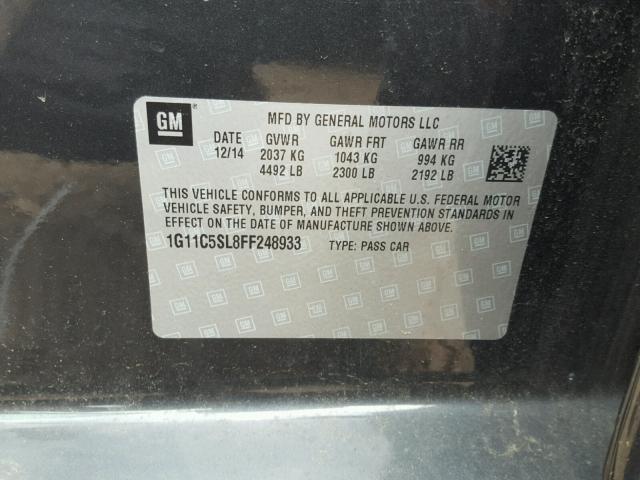 GM ®
MFD BY GENERAL MOTORS LLC
DATE GVWR GAWR FRT GAWR RR
12/14 2037 KG 1043 KG 994 KG
4492 LB 2300 LB 2192 LB
THIS VEHICLE CONFORMS TO ALL APPLICABLE U.S. FEDERAL MOTOR
VEHICLE SAFETY, BUMPER, AND THEFT PREVENTION STANDARDS IN
EFFECT ON THE DATE OF MANUFACTURE SHOWN ABOVE.
1G11C5SL8FF248933 TYPE: PASS CAR